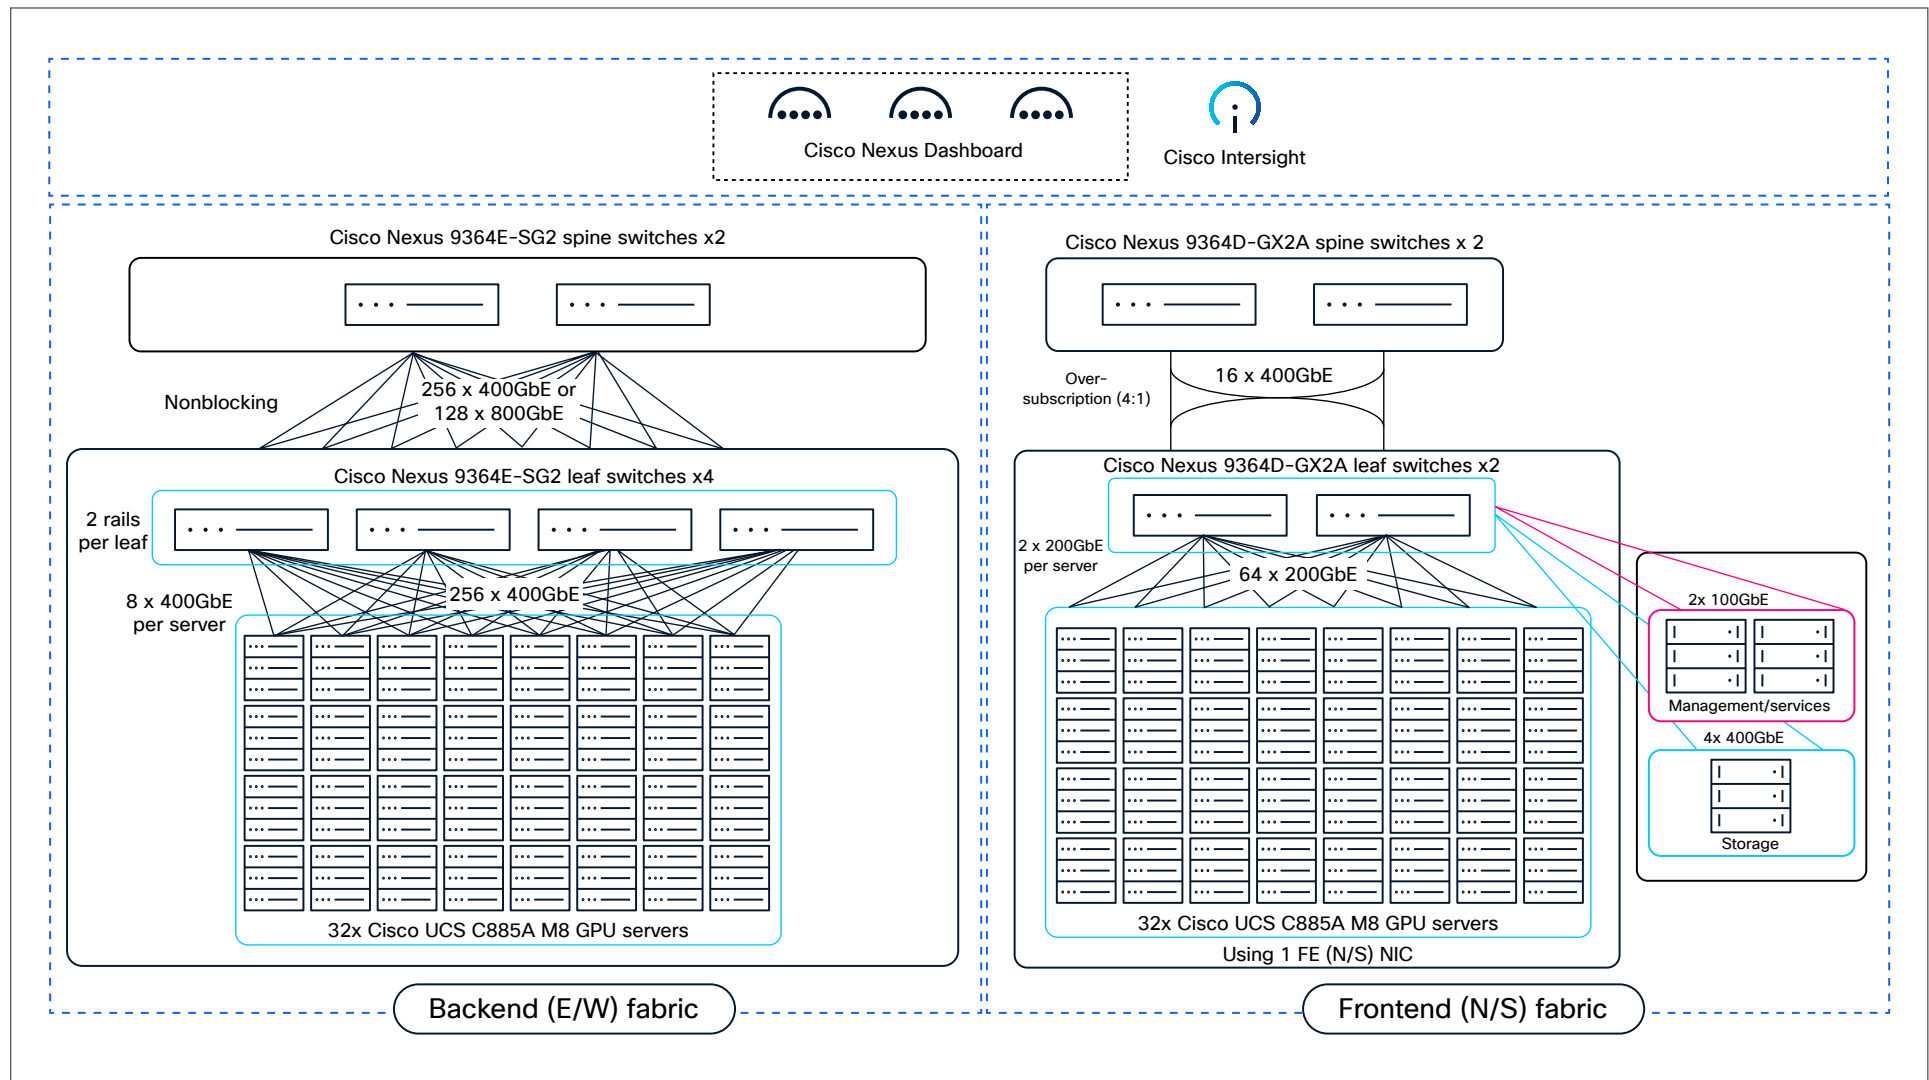 Cisco Nexus Dashboard
Cisco Intersight
Cisco Nexus 9364E-SG2 spine switches x2
Nonblocking
256 x 400GbE or
128 x 800GbE
Cisco Nexus 9364E-SG2 leaf switches x4
2 rails
per leaf
8 x 400GbE
per server
256 x 400GbE
32x Cisco UCS C885A M8 GPU servers
Backend (E/W) fabric
Cisco Nexus 9364D-GX2A spine switches x 2
Over-
subscription (4:1)
16 x 400GbE
Cisco Nexus 9364D-GX2A leaf switches x2
2 x 200GbE
per server
64 x 200GbE
32x Cisco UCS C885A M8 GPU servers
Using 1 FE (N/S) NIC
2x 100GbE
Management/services
4x 400GbE
Storage
Frontend (N/S) fabric